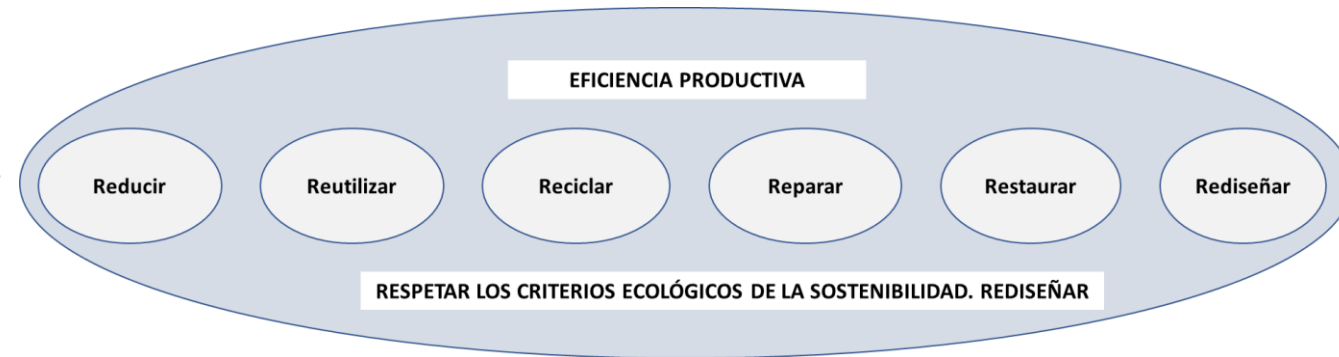 EFICIENCIA PRODUCTIVA
Reducir Reutilizar Reciclar Reparar Restaurar Rediseñar
RESPETAR LOS CRITERIOS ECOLÓGICOS DE LA SOSTENIBILIDAD. REDISEÑAR